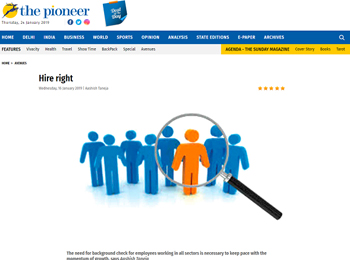 the pioneer
Thursday, 24 January 2019
HOME DELHI INDIA BUSINESS WORLD SPORTS OPINION ANALYSIS STATE EDITIONS E-PAPER ARCHIVES
FEATURES Vivacity Health Wealth Travel Show Time BackPack Special Avenues AGENDA - THE SUNDAY MAGAZINE Cover Story Books Tarot
HOME > AVENUES
Hire right
Wednesday, 16 January 2019 | Aashish Taneja
The need for background check for employees working in all sectors is necessary to keep pace with the
momentum of growth, says Aashish Taneja